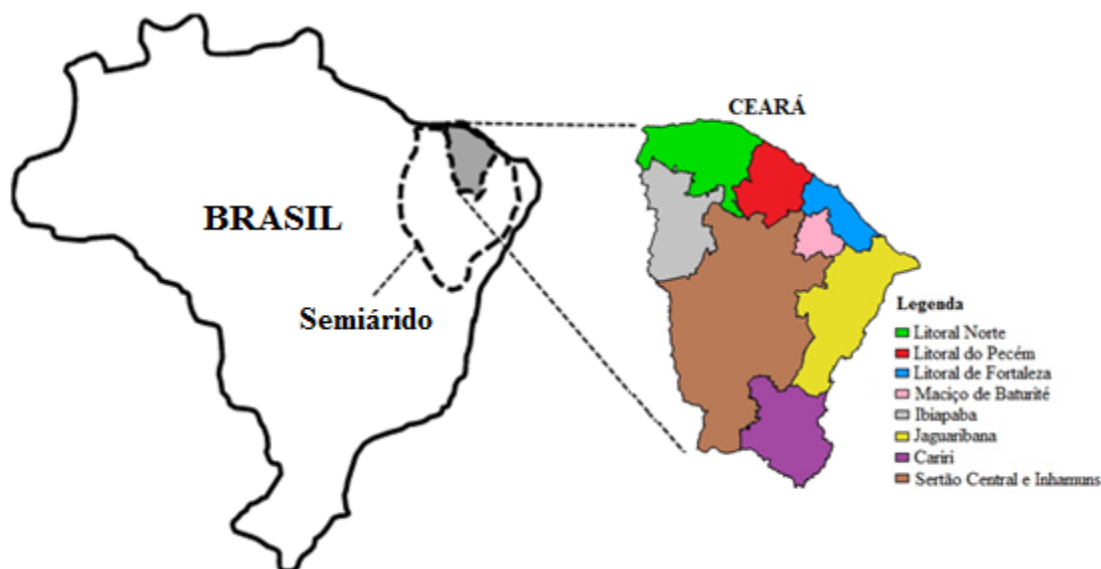 BRASIL
Semiárido
CEARÁ
Legenda
Litoral Norte
Litoral do Pecém
Litoral de Fortaleza
Maciço de Baturité
Ibiapaba
Jaguaribana
Cariri
Sertão Central e Inhamuns